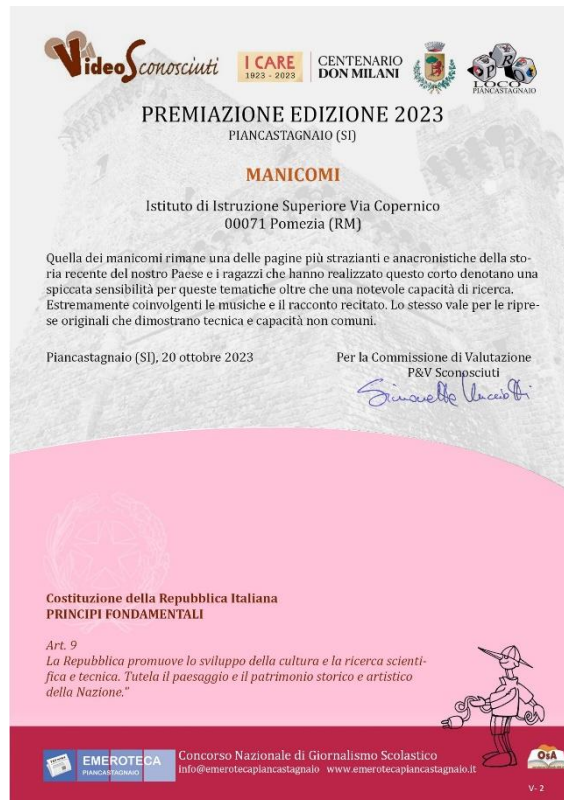 Video Sconosciuti
I CARE
1923 - 2023
CENTENARIO
DON MILANI
PRO
LOCO
PIANCASTAGNAIO
PREMIAZIONE EDIZIONE 2023
PIANCASTAGNAIO (SI)
MANICOMI
Istituto di Istruzione Superiore Via Copernico
00071 Pomezia (RM)
Quella dei manicomi rimane una delle pagine più strazianti e anacronistiche della sto-
ria recente del nostro Paese e i ragazzi che hanno realizzato questo corto denotano una
spiccata sensibilità per queste tematiche oltre che una notevole capacità di ricerca.
Estremamente coinvolgenti le musiche e il racconto recitato. Lo stesso vale per le ripre-
se originali che dimostrano tecnica e capacità non comuni.
Piancastagnaio (SI), 20 ottobre 2023
Per la Commissione di Valutazione
P&V Sconosciuti
Costituzione della Repubblica Italiana
PRINCIPI FONDAMENTALI
Art. 9
La Repubblica promuove lo sviluppo della cultura e la ricerca scienti-
fica e tecnica. Tutela il paesaggio e il patrimonio storico e artistico
della Nazione."
EMEROTECA
PIANCASTAGNAIO
Concorso Nazionale di Giornalismo Scolastico
info@emerotecapiancastagnaio www.emerotecapiancastagnaio.it
OSA
V- 2